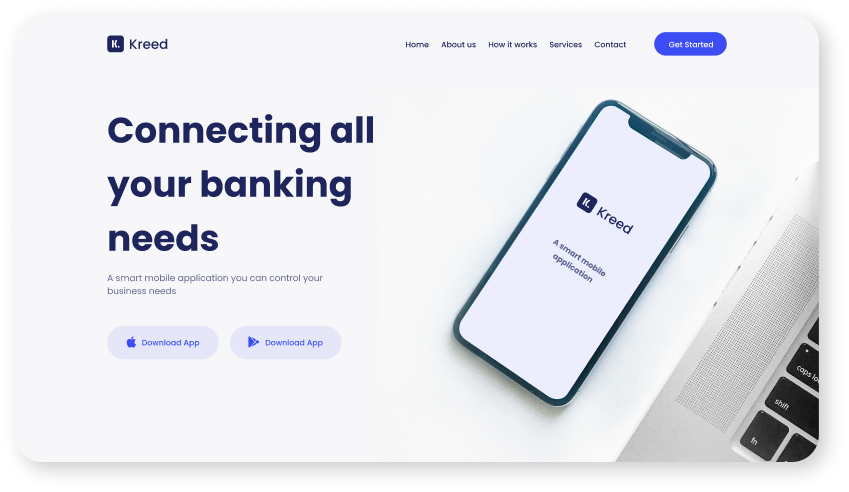 K. Kreed
Home About us How it works Services Contact Get Started
Connecting all
your banking
needs
A smart mobile application you can control your
business needs
Download App Download App
K. Kreed
A smart mobile
application
caps lo
shift
fn